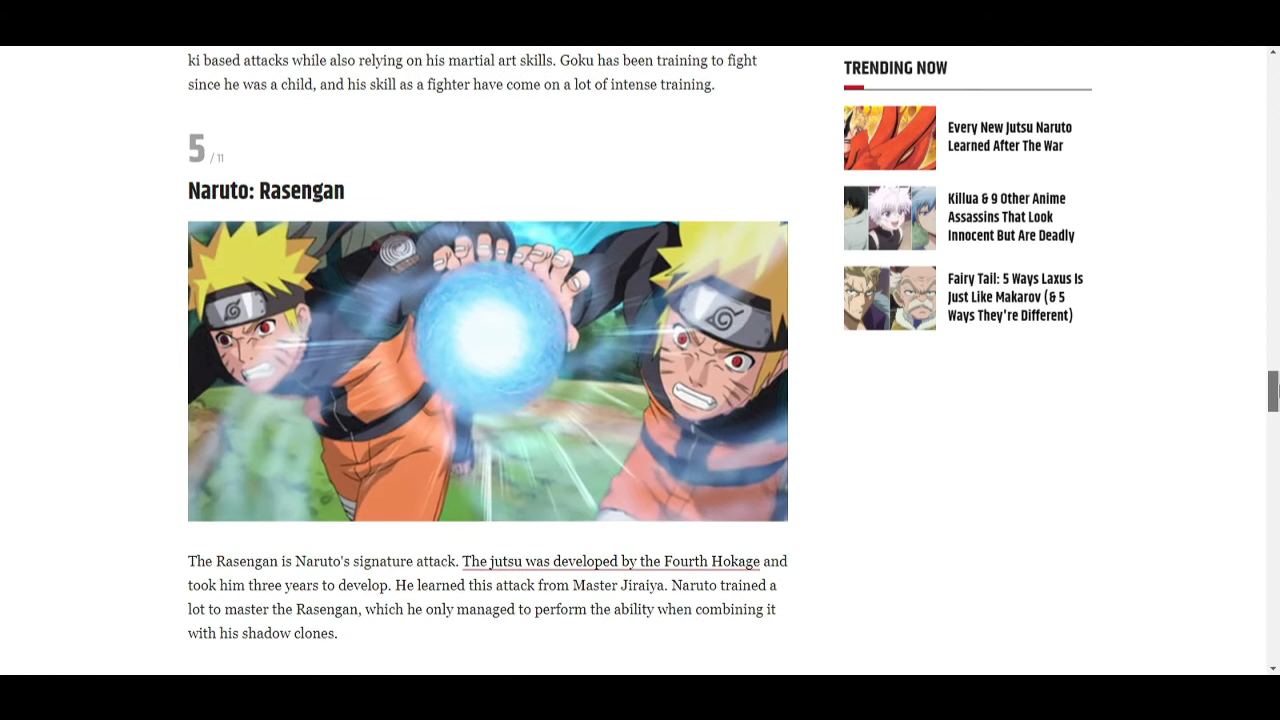 ki based attacks while also relying on his martial art skills. Goku has been training to fight
since he was a child, and his skill as a fighter have come on a lot of intense training.
5 / 11
Naruto: Rasengan
The Rasengan is Naruto's signature attack. The jutsu was developed by the Fourth Hokage and
took him three years to develop. He learned this attack from Master Jiraiya. Naruto trained a
lot to master the Rasengan, which he only managed to perform the ability when combining it
with his shadow clones.
TRENDING NOW
Every New Jutsu Naruto
Learned After The War
Killua & 9 Other Anime
Assassins That Look
Innocent But Are Deadly
Fairy Tail: 5 Ways Laxus Is
Just Like Makarov (& 5
Ways They're Different)